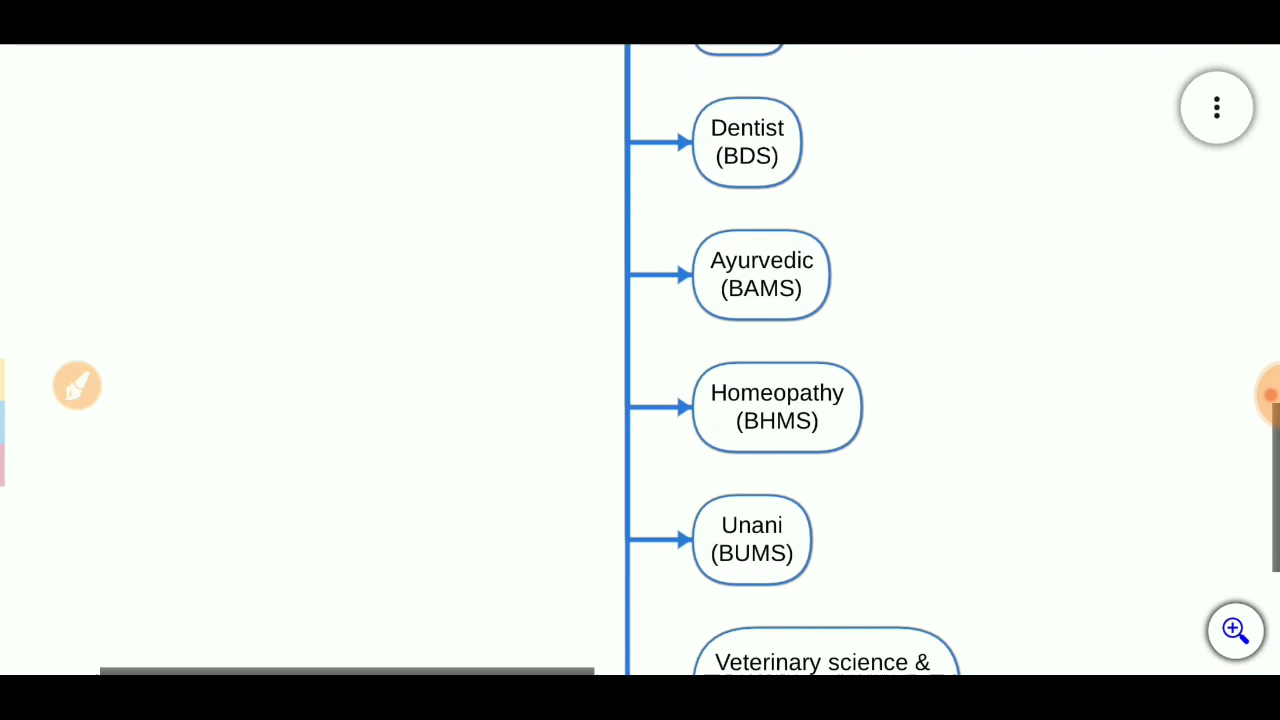 Dentist
(BDS)
Ayurvedic
(BAMS)
Homeopathy
(BHMS)
Unani
(BUMS)
Veterinary science &